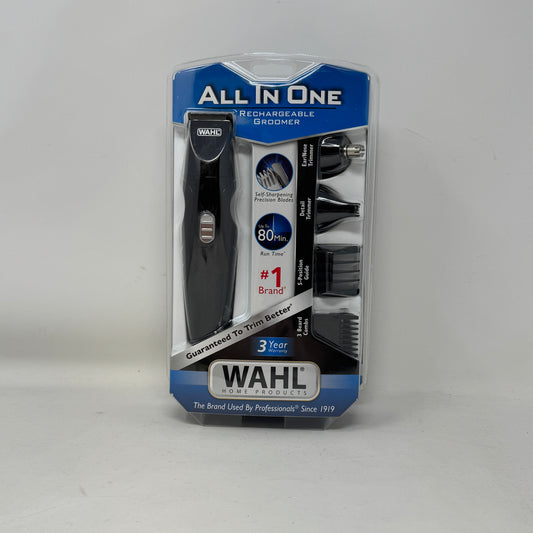 ALL IN ONE
RECHARGEABLE
GROOMER
WAHL
Self-Sharpening
Precision Blades
Up To
80 Min.
Run Time*
#1
Brand*
Ear/Nose
Trimmer
Detail
Trimmer
5-Position
Guide
3 Beard
Combs
Guaranteed To Trim Better*
3 Year
Warranty
WAHL
HOME PRODUCTS
The Brand Used By Professionals® Since 1919